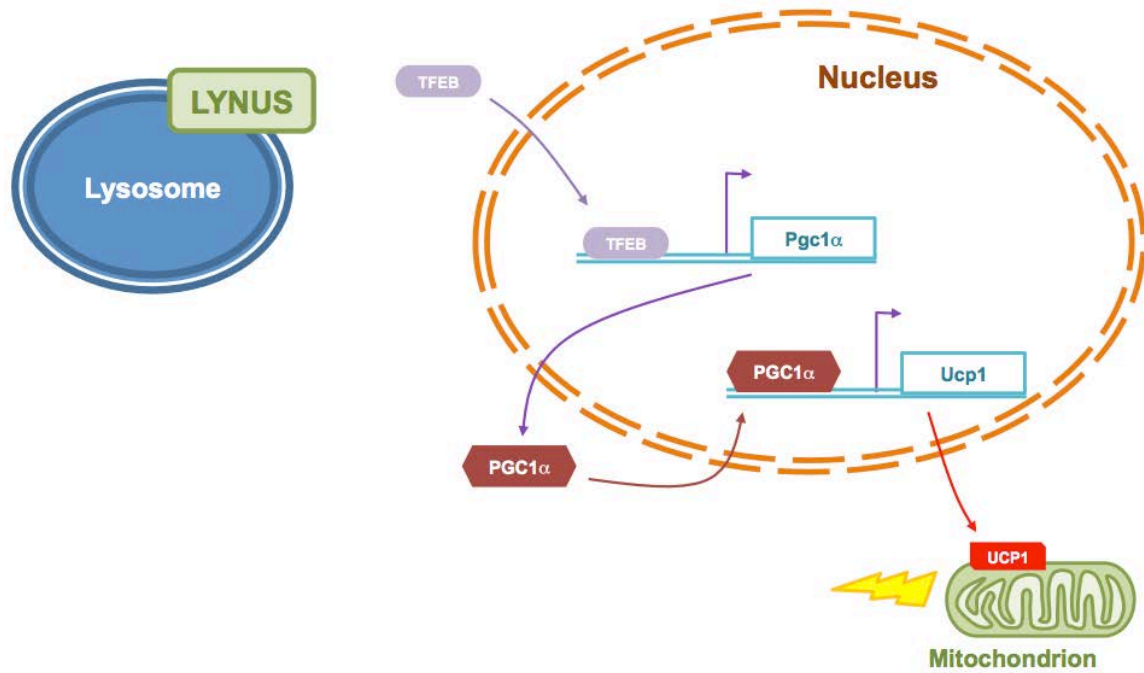 Nucleus
TFEB
LYNUS
Lysosome
TFEB
Pgc1α
PGC1α
Ucp1
PGC1α
UCP1
Mitochondrion